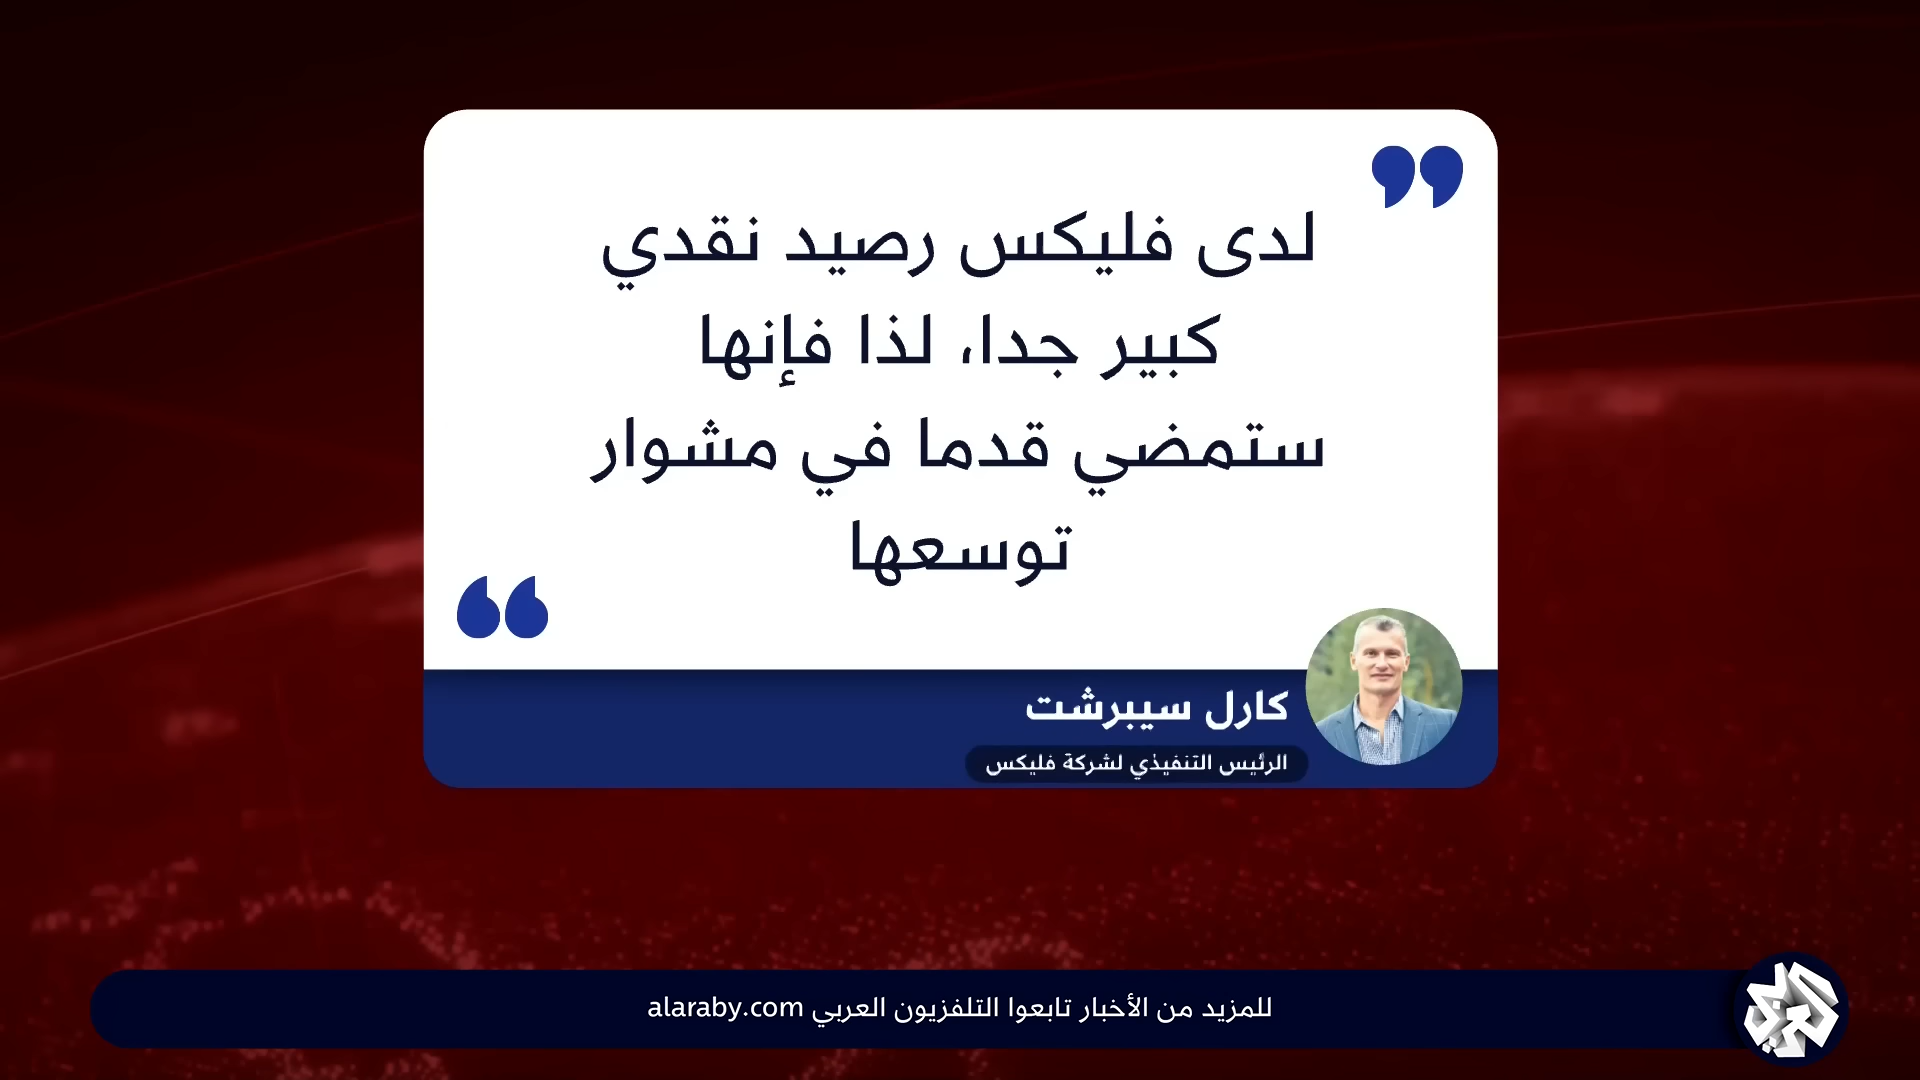 لدى فليكس رصيد نقدي
كبير جدا، لذا فإنها
ستمضي قدما في مشوار
توسعها
كارل سيبرشت
الرئيس التنفيذي لشركة فليكس
للمزيد من الأخبار تابعوا التلفزيون العربي alaraby.com
العربي